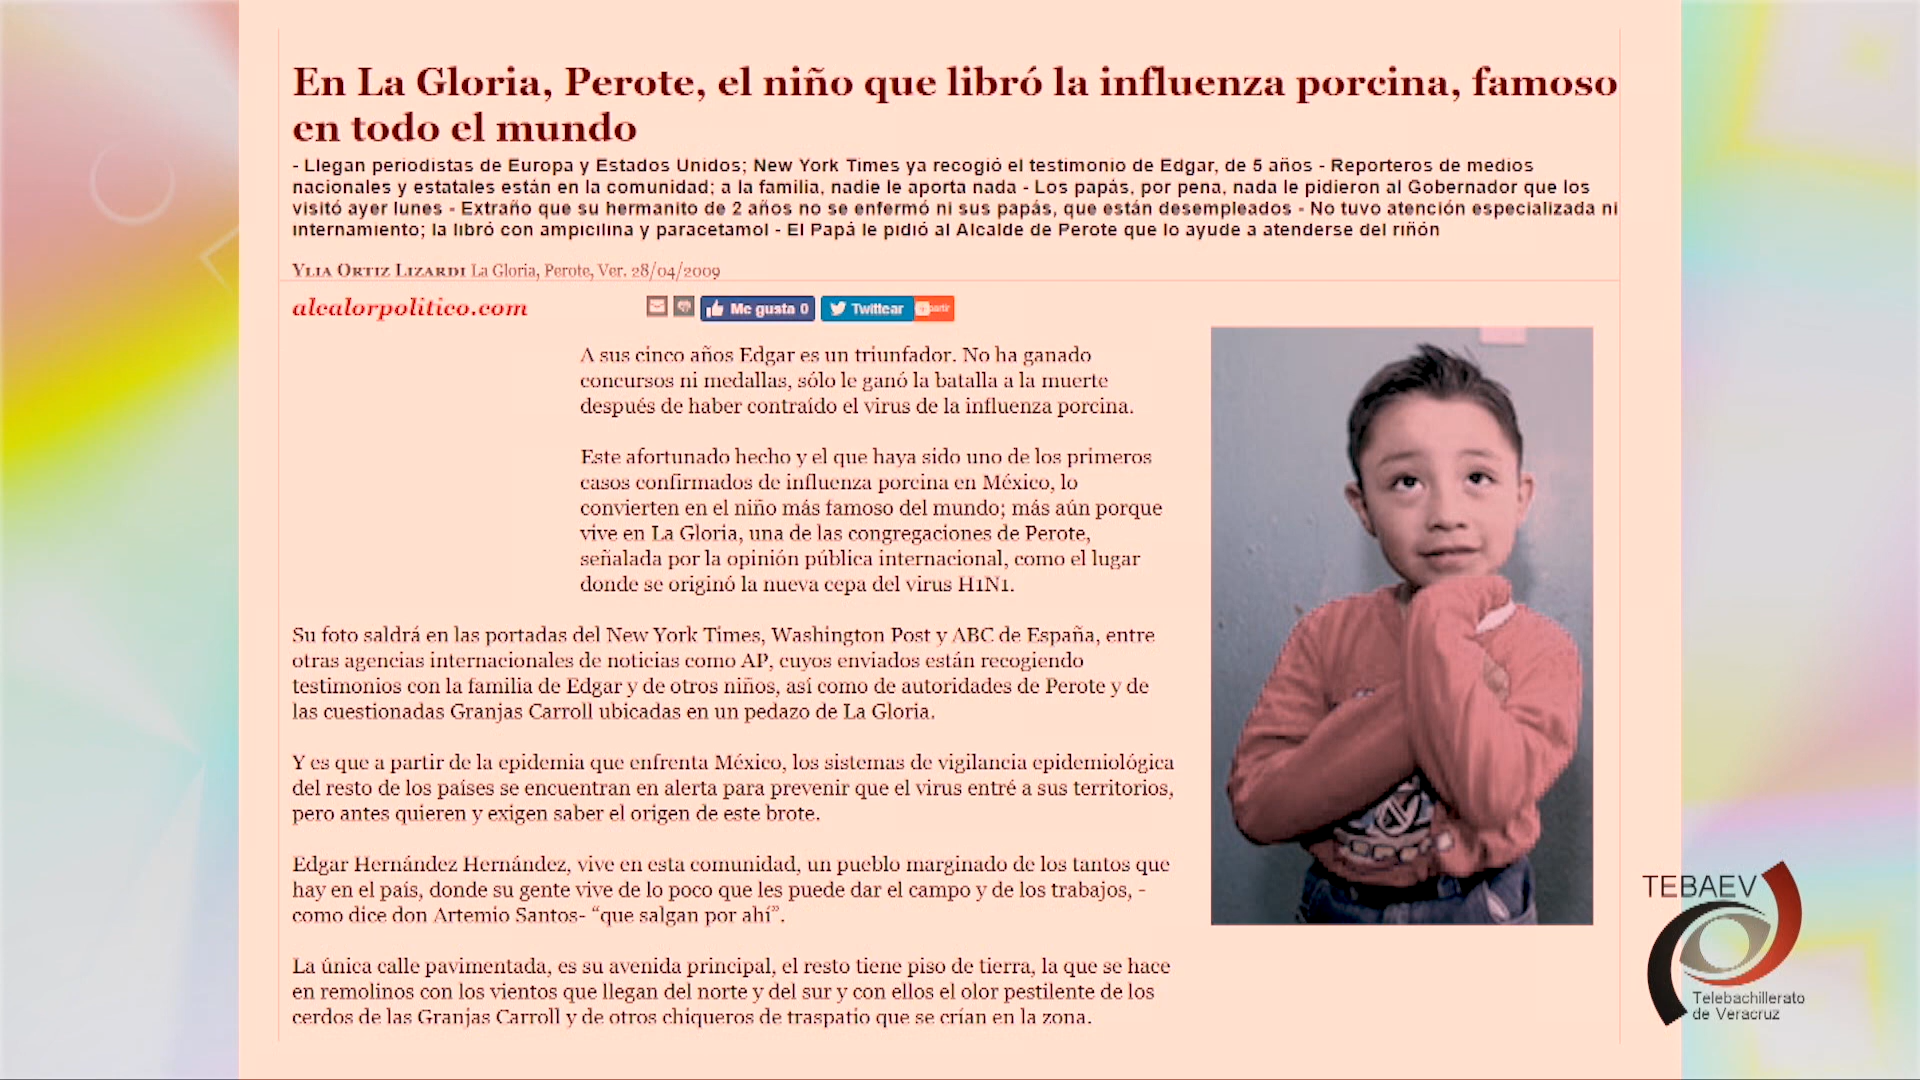 En La Gloria, Perote, el niño que libró la influenza porcina, famoso
en todo el mundo
- Llegan periodistas de Europa y Estados Unidos; New York Times ya recogió el testimonio de Edgar, de 5 años - Reporteros de medios
nacionales y estatales están en la comunidad; a la familia, nadie le aporta nada - Los papás, por pena, nada le pidieron al Gobernador que los
visitó ayer lunes - Extraño que su hermanito de 2 años no se enfermó ni sus papás, que están desempleados - No tuvo atención especializada ni
internamiento; la libró con ampicilina y paracetamol - El Papá le pidió al Alcalde de Perote que lo ayude a atenderse del riñón
Ylia Ortiz Lizardi La Gloria, Perote, Ver. 28/04/2009
alcalorpolitico.com
Me gusta 0
Twittear
A sus cinco años Edgar es un triunfador. No ha ganado
concursos ni medallas, sólo le ganó la batalla a la muerte
después de haber contraído el virus de la influenza porcina.
Este afortunado hecho y el que haya sido uno de los primeros
casos confirmados de influenza porcina en México, lo
convierten en el niño más famoso del mundo; más aún porque
vive en La Gloria, una de las congregaciones de Perote,
señalada por la opinión pública internacional, como el lugar
donde se originó la nueva cepa del virus H1N1.
Su foto saldrá en las portadas del New York Times, Washington Post y ABC de España, entre
otras agencias internacionales de noticias como AP, cuyos enviados están recogiendo
testimonios con la familia de Edgar y de otros niños, así como de autoridades de Perote y de
las cuestionadas Granjas Carroll ubicadas en un pedazo de La Gloria.
Y es que a partir de la epidemia que enfrenta México, los sistemas de vigilancia epidemiológica
del resto de los países se encuentran en alerta para prevenir que el virus entré a sus territorios,
pero antes quieren y exigen saber el origen de este brote.
Edgar Hernández Hernández, vive en esta comunidad, un pueblo marginado de los tantos que
hay en el país, donde su gente vive de lo poco que les puede dar el campo y de los trabajos, -
como dice don Artemio Santos- “que salgan por ahí”.
La única calle pavimentada, es su avenida principal, el resto tiene piso de tierra, la que se hace
en remolinos con los vientos que llegan del norte y del sur y con ellos el olor pestilente de los
cerdos de las Granjas Carroll y de otros chiqueros de traspatio que se crían en la zona.
TEBAEV
Telebachillerato
de Veracruz